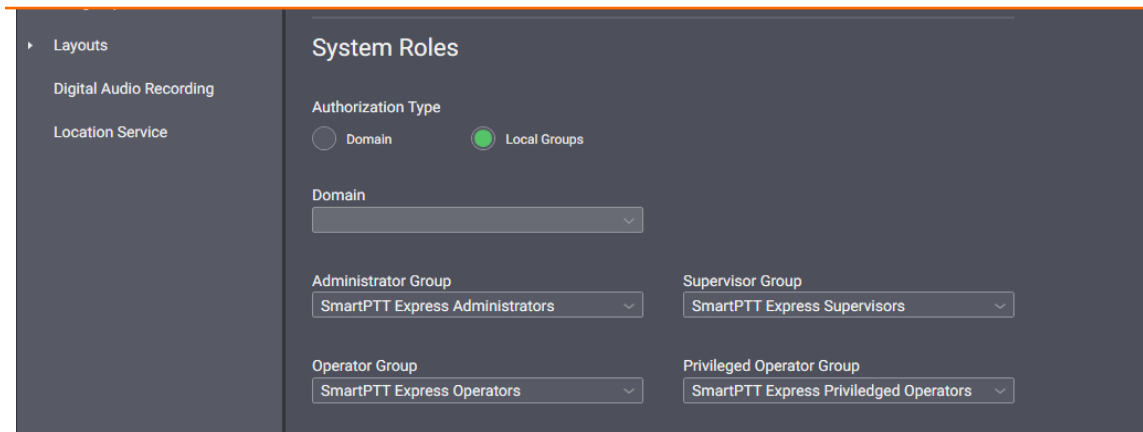 Layouts
Digital Audio Recording
Location Service
System Roles
Authorization Type
Domain
Local Groups
Domain
Administrator Group
Supervisor Group
SmartPTT Express Administrators
SmartPTT Express Supervisors
Operator Group
Privileged Operator Group
SmartPTT Express Operators
SmartPTT Express Priviledged Operators